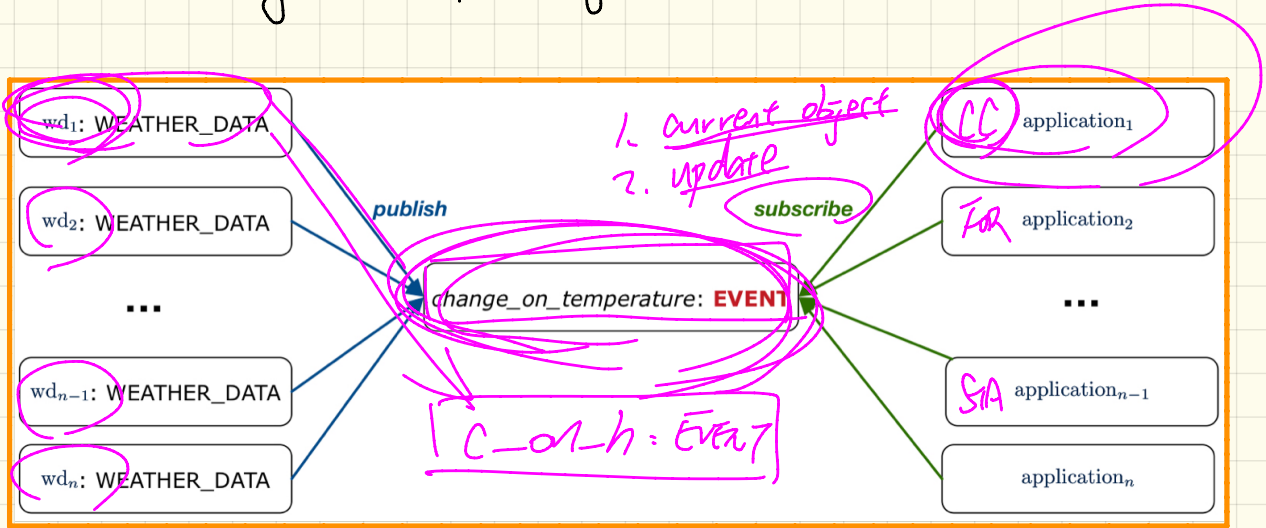 wd₁: WEATHER_DATA
1. current object
CC application₁
2. update
wd₂: WEATHER_DATA
publish
subscribe
FOR application₂
...
change_on_temperature: EVENT
...
wdₙ₋₁: WEATHER_DATA
SIA applicationₙ₋₁
C_on_h: EVENT
wdₙ: WEATHER_DATA
applicationₙ